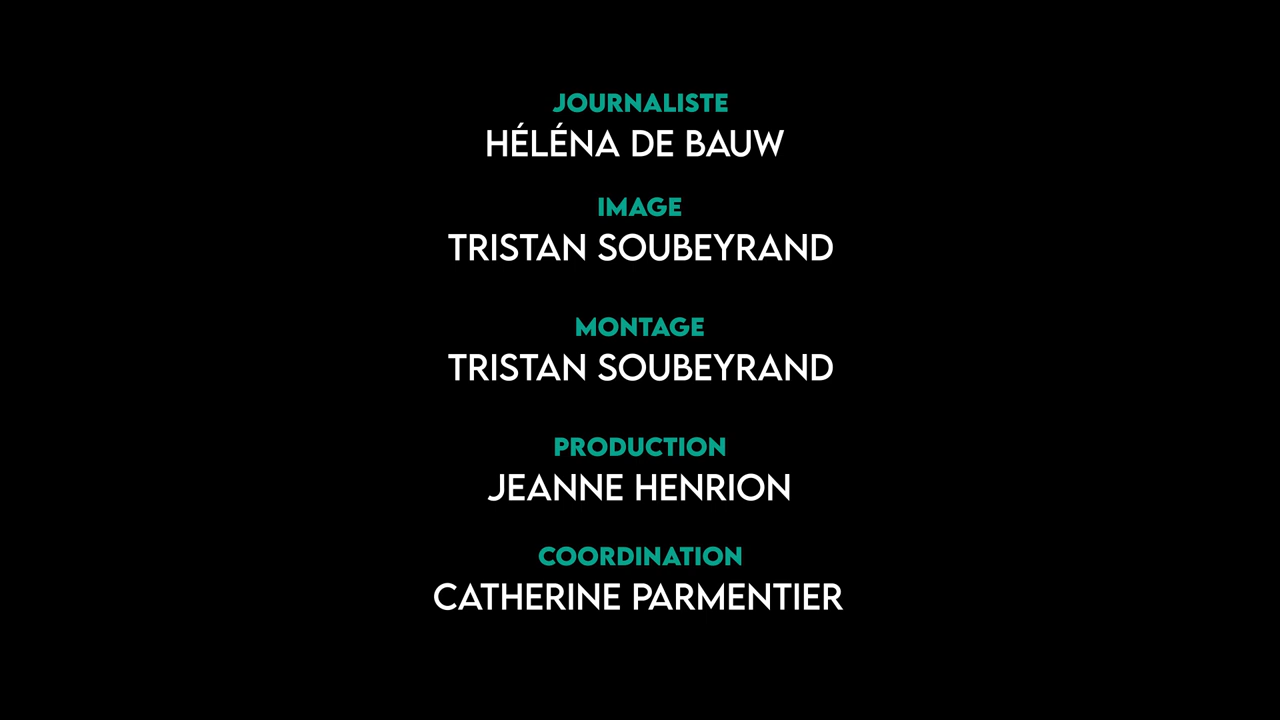 JOURNALISTE
HÉLÉNA DE BAUW
IMAGE
TRISTAN SOUBEYRAND
MONTAGE
TRISTAN SOUBEYRAND
PRODUCTION
JEANNE HENRION
COORDINATION
CATHERINE PARMENTIER